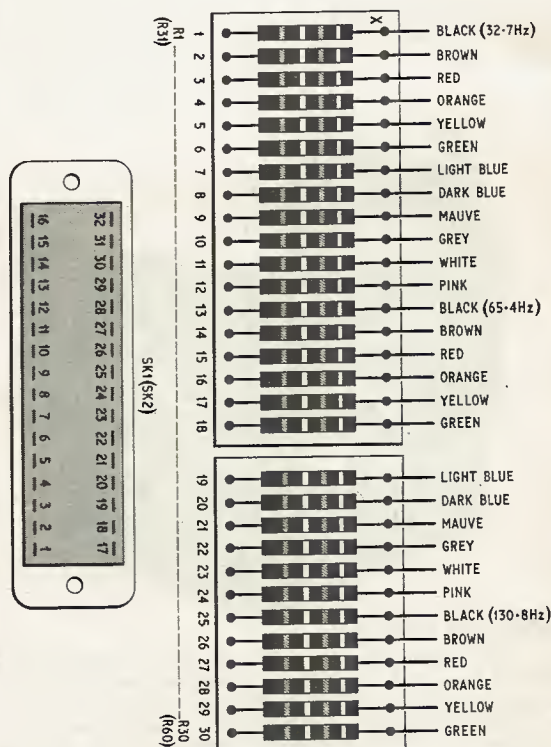 X
R1
(R31)
1 BLACK (32·7Hz)
2 BROWN
3 RED
4 ORANGE
5 YELLOW
6 GREEN
7 LIGHT BLUE
8 DARK BLUE
9 MAUVE
10 GREY
11 WHITE
12 PINK
13 BLACK (65·4Hz)
14 BROWN
15 RED
16 ORANGE
17 YELLOW
18 GREEN
19 LIGHT BLUE
20 DARK BLUE
21 MAUVE
22 GREY
23 WHITE
24 PINK
25 BLACK (130·8Hz)
26 BROWN
27 RED
28 ORANGE
29 YELLOW
30 GREEN
R30
(R60)
SK1(SK2)
32 31 30 29 28 27 26 25 24 23 22 21 20 19 18 17
16 15 14 13 12 11 10 9 8 7 6 5 4 3 2 1